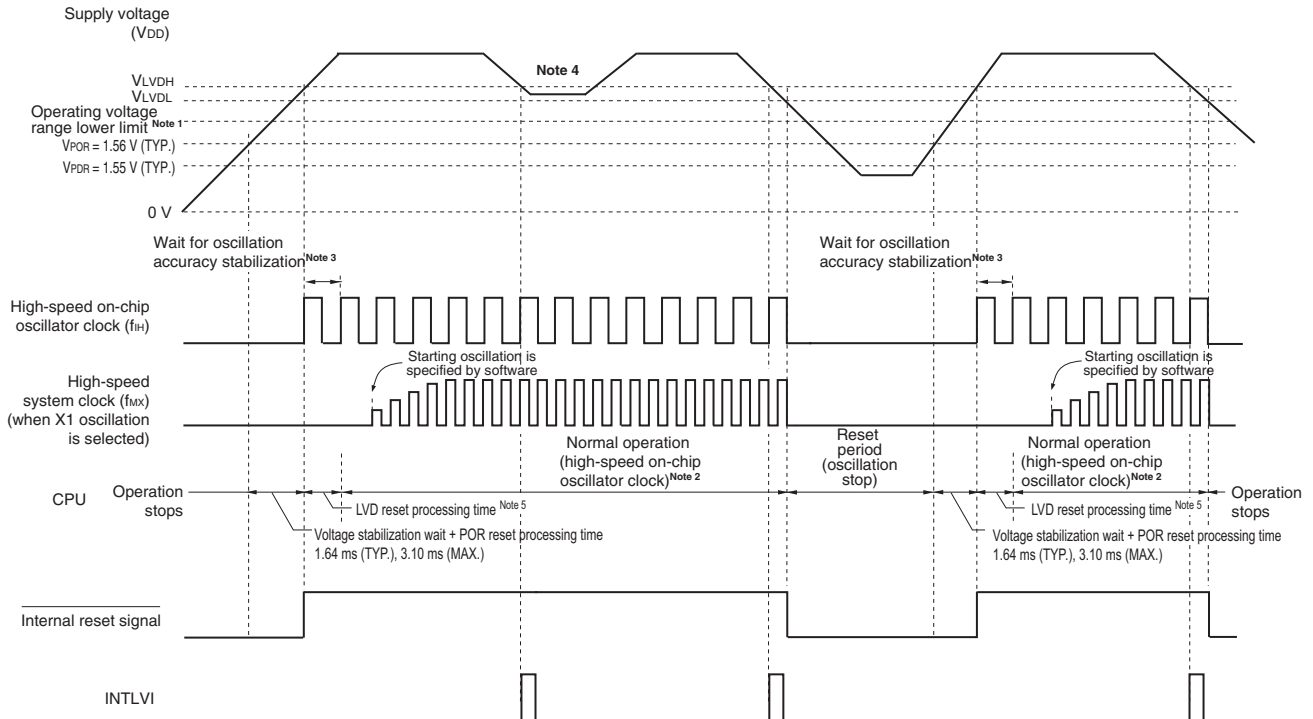 Supply voltage
(VDD)
VLVDH
VLVDL
Note 4
Operating voltage
range lower limit Note 1
VPOR = 1.56 V (TYP.)
VPDR = 1.55 V (TYP.)
0 V
Wait for oscillation
accuracy stabilization Note 3
Wait for oscillation
accuracy stabilization Note 3
High-speed on-chip
oscillator clock (fIH)
Starting oscillation is
specified by software
Starting oscillation is
specified by software
High-speed
system clock (fMX)
(when X1 oscillation
is selected)
Normal operation
(high-speed on-chip
oscillator clock) Note 2
Reset
period
(oscillation
stop)
Normal operation
(high-speed on-chip
oscillator clock) Note 2
CPU
Operation
stops
Operation
stops
LVD reset processing time Note 5
LVD reset processing time Note 5
Voltage stabilization wait + POR reset processing time
1.64 ms (TYP.), 3.10 ms (MAX.)
Voltage stabilization wait + POR reset processing time
1.64 ms (TYP.), 3.10 ms (MAX.)
Internal reset signal
INTLVI